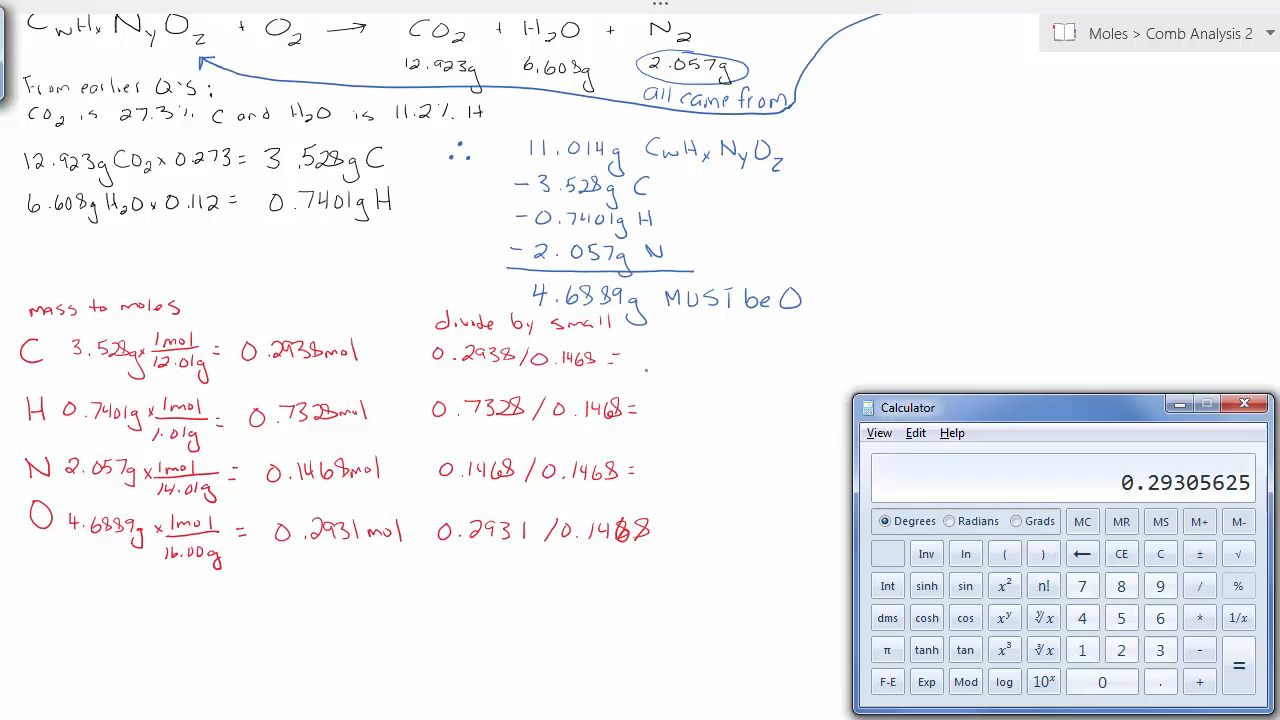 Moles > Comb Analysis 2
CwHxNyOz + O2 → CO2 + H2O + N2
12.923g 6.608g 2.057g
all came from
From earlier Q's:
CO2 is 27.3% C and H2O is 11.2% H
12.923g CO2 x 0.273 = 3.528g C
6.608g H2O x 0.112 = 0.7401g H
∴ 11.014g CwHxNyOz
- 3.528g C
- 0.7401g H
- 2.057g N
4.6889g MUST be O
mass to moles
C 3.528g x 1mol/12.01g = 0.2938mol
H 0.7401g x 1mol/1.01g = 0.7328mol
N 2.057g x 1mol/14.01g = 0.1468mol
O 4.6889g x 1mol/16.00g = 0.2931mol
divide by small
0.2938/0.1468 =
0.7328/0.1468 =
0.1468/0.1468 =
0.2931/0.1468
Calculator
View Edit Help
0.29305625
Degrees Radians Grads MC MR MS M+ M-
Inv ln ( ) ← CE C ± √
Int sinh sin x² n! 7 8 9 / %
dms cosh cos xʸ ʸ√x 4 5 6 * 1/x
π tanh tan x³ ³√x 1 2 3 - =
F-E Exp Mod log 10ˣ 0 . +